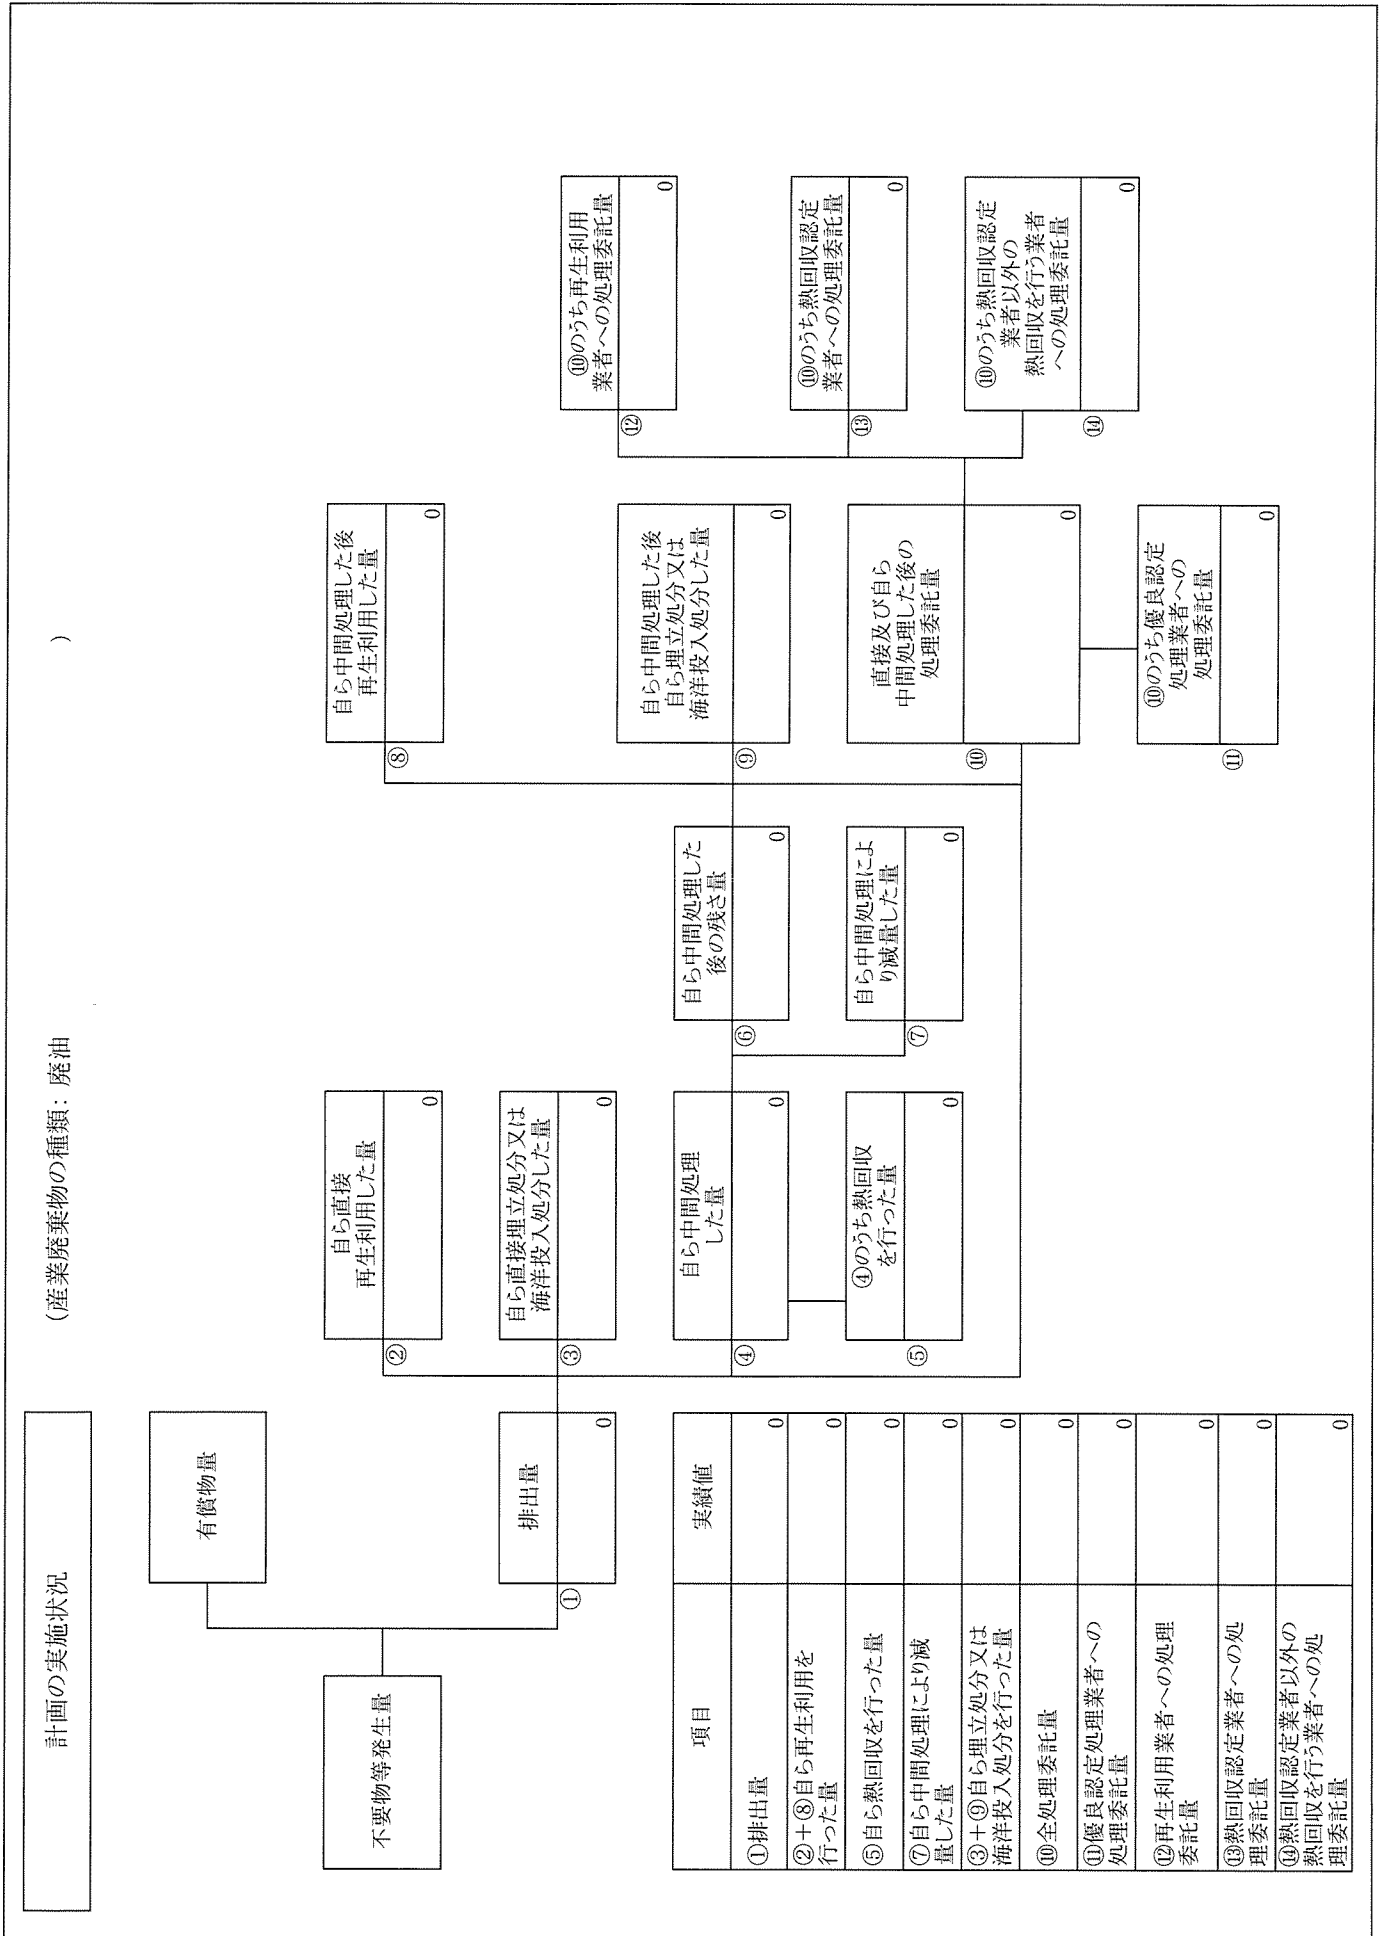 計画の実施状況
(産業廃棄物の種類：廃油　　　　)
不要物等発生量
有償物量
①
排出量
0
②
自ら直接
再生利用した量
0
③
自ら直接埋立処分又は
海洋投入処分した量
0
④
自ら中間処理
した量
0
⑤
④のうち熱回収
を行った量
0
⑥
自ら中間処理した
後の残さ量
0
⑦
自ら中間処理によ
り減量した量
0
⑧
自ら中間処理した後
再生利用した量
0
⑨
自ら中間処理した後
自ら埋立処分又は
海洋投入処分した量
0
⑩
直接及び自ら
中間処理した後の
処理委託量
0
⑪
⑩のうち優良認定
処理業者への
処理委託量
0
⑫
⑩のうち再生利用
業者への処理委託量
0
⑬
⑩のうち熱回収認定
業者への処理委託量
0
⑭
⑩のうち熱回収認定
業者以外の
熱回収を行う業者
への処理委託量
0
項目 実績値
①排出量 0
②＋⑧自ら再生利用を
行った量 0
⑤自ら熱回収を行った量 0
⑦自ら中間処理により減
量した量 0
③＋⑨自ら埋立処分又は
海洋投入処分を行った量 0
⑩全処理委託量 0
⑪優良認定処理業者への
処理委託量 0
⑫再生利用業者への処理
委託量 0
⑬熱回収認定業者への処
理委託量 0
⑭熱回収認定業者以外の
熱回収を行う業者への処
理委託量 0